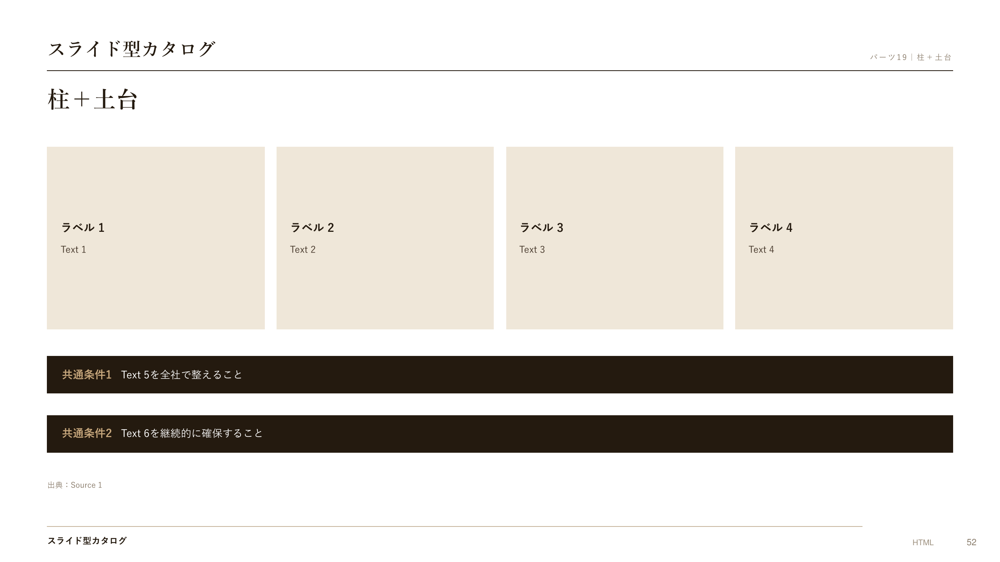 スライド型カタログ
パーツ19｜柱＋土台
柱＋土台
ラベル 1
Text 1
ラベル 2
Text 2
ラベル 3
Text 3
ラベル 4
Text 4
共通条件1 Text 5を全社で整えること
共通条件2 Text 6を継続的に確保すること
出典：Source 1
スライド型カタログ
HTML
52